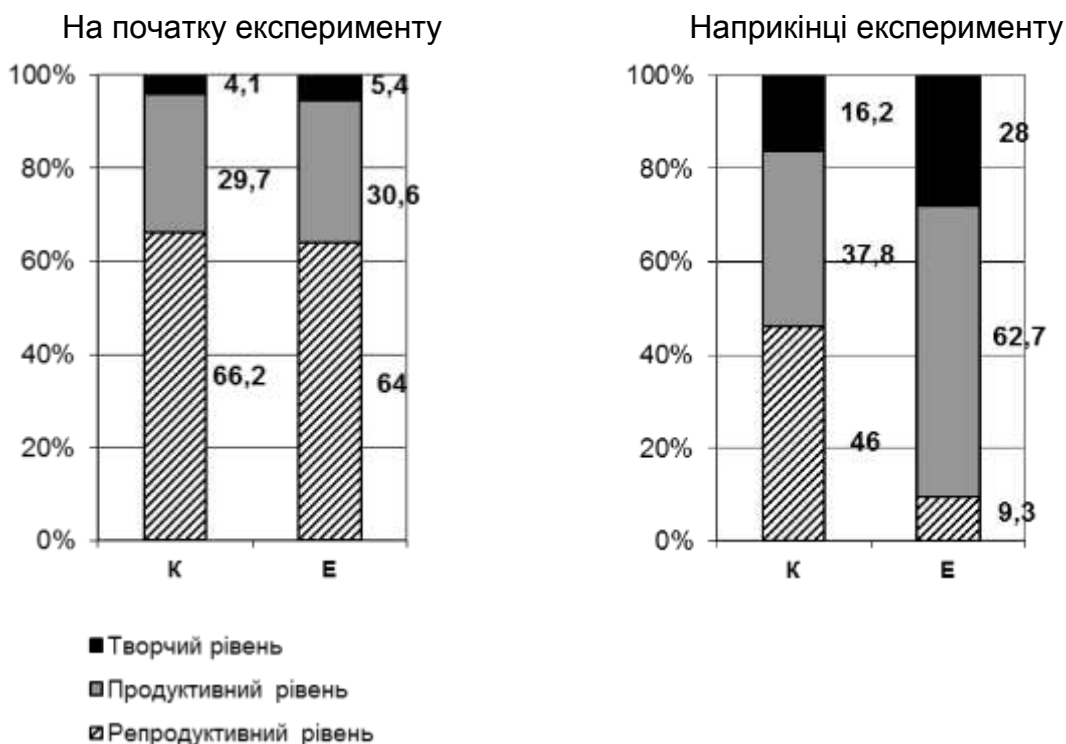 На початку експерименту
100%
80%
60%
40%
20%
0%
4,1
5,4
29,7
30,6
66,2
64
К
Е
Наприкінці експерименту
100%
80%
60%
40%
20%
0%
16,2
28
37,8
62,7
46
9,3
К
Е
Творчий рівень
Продуктивний рівень
Репродуктивний рівень